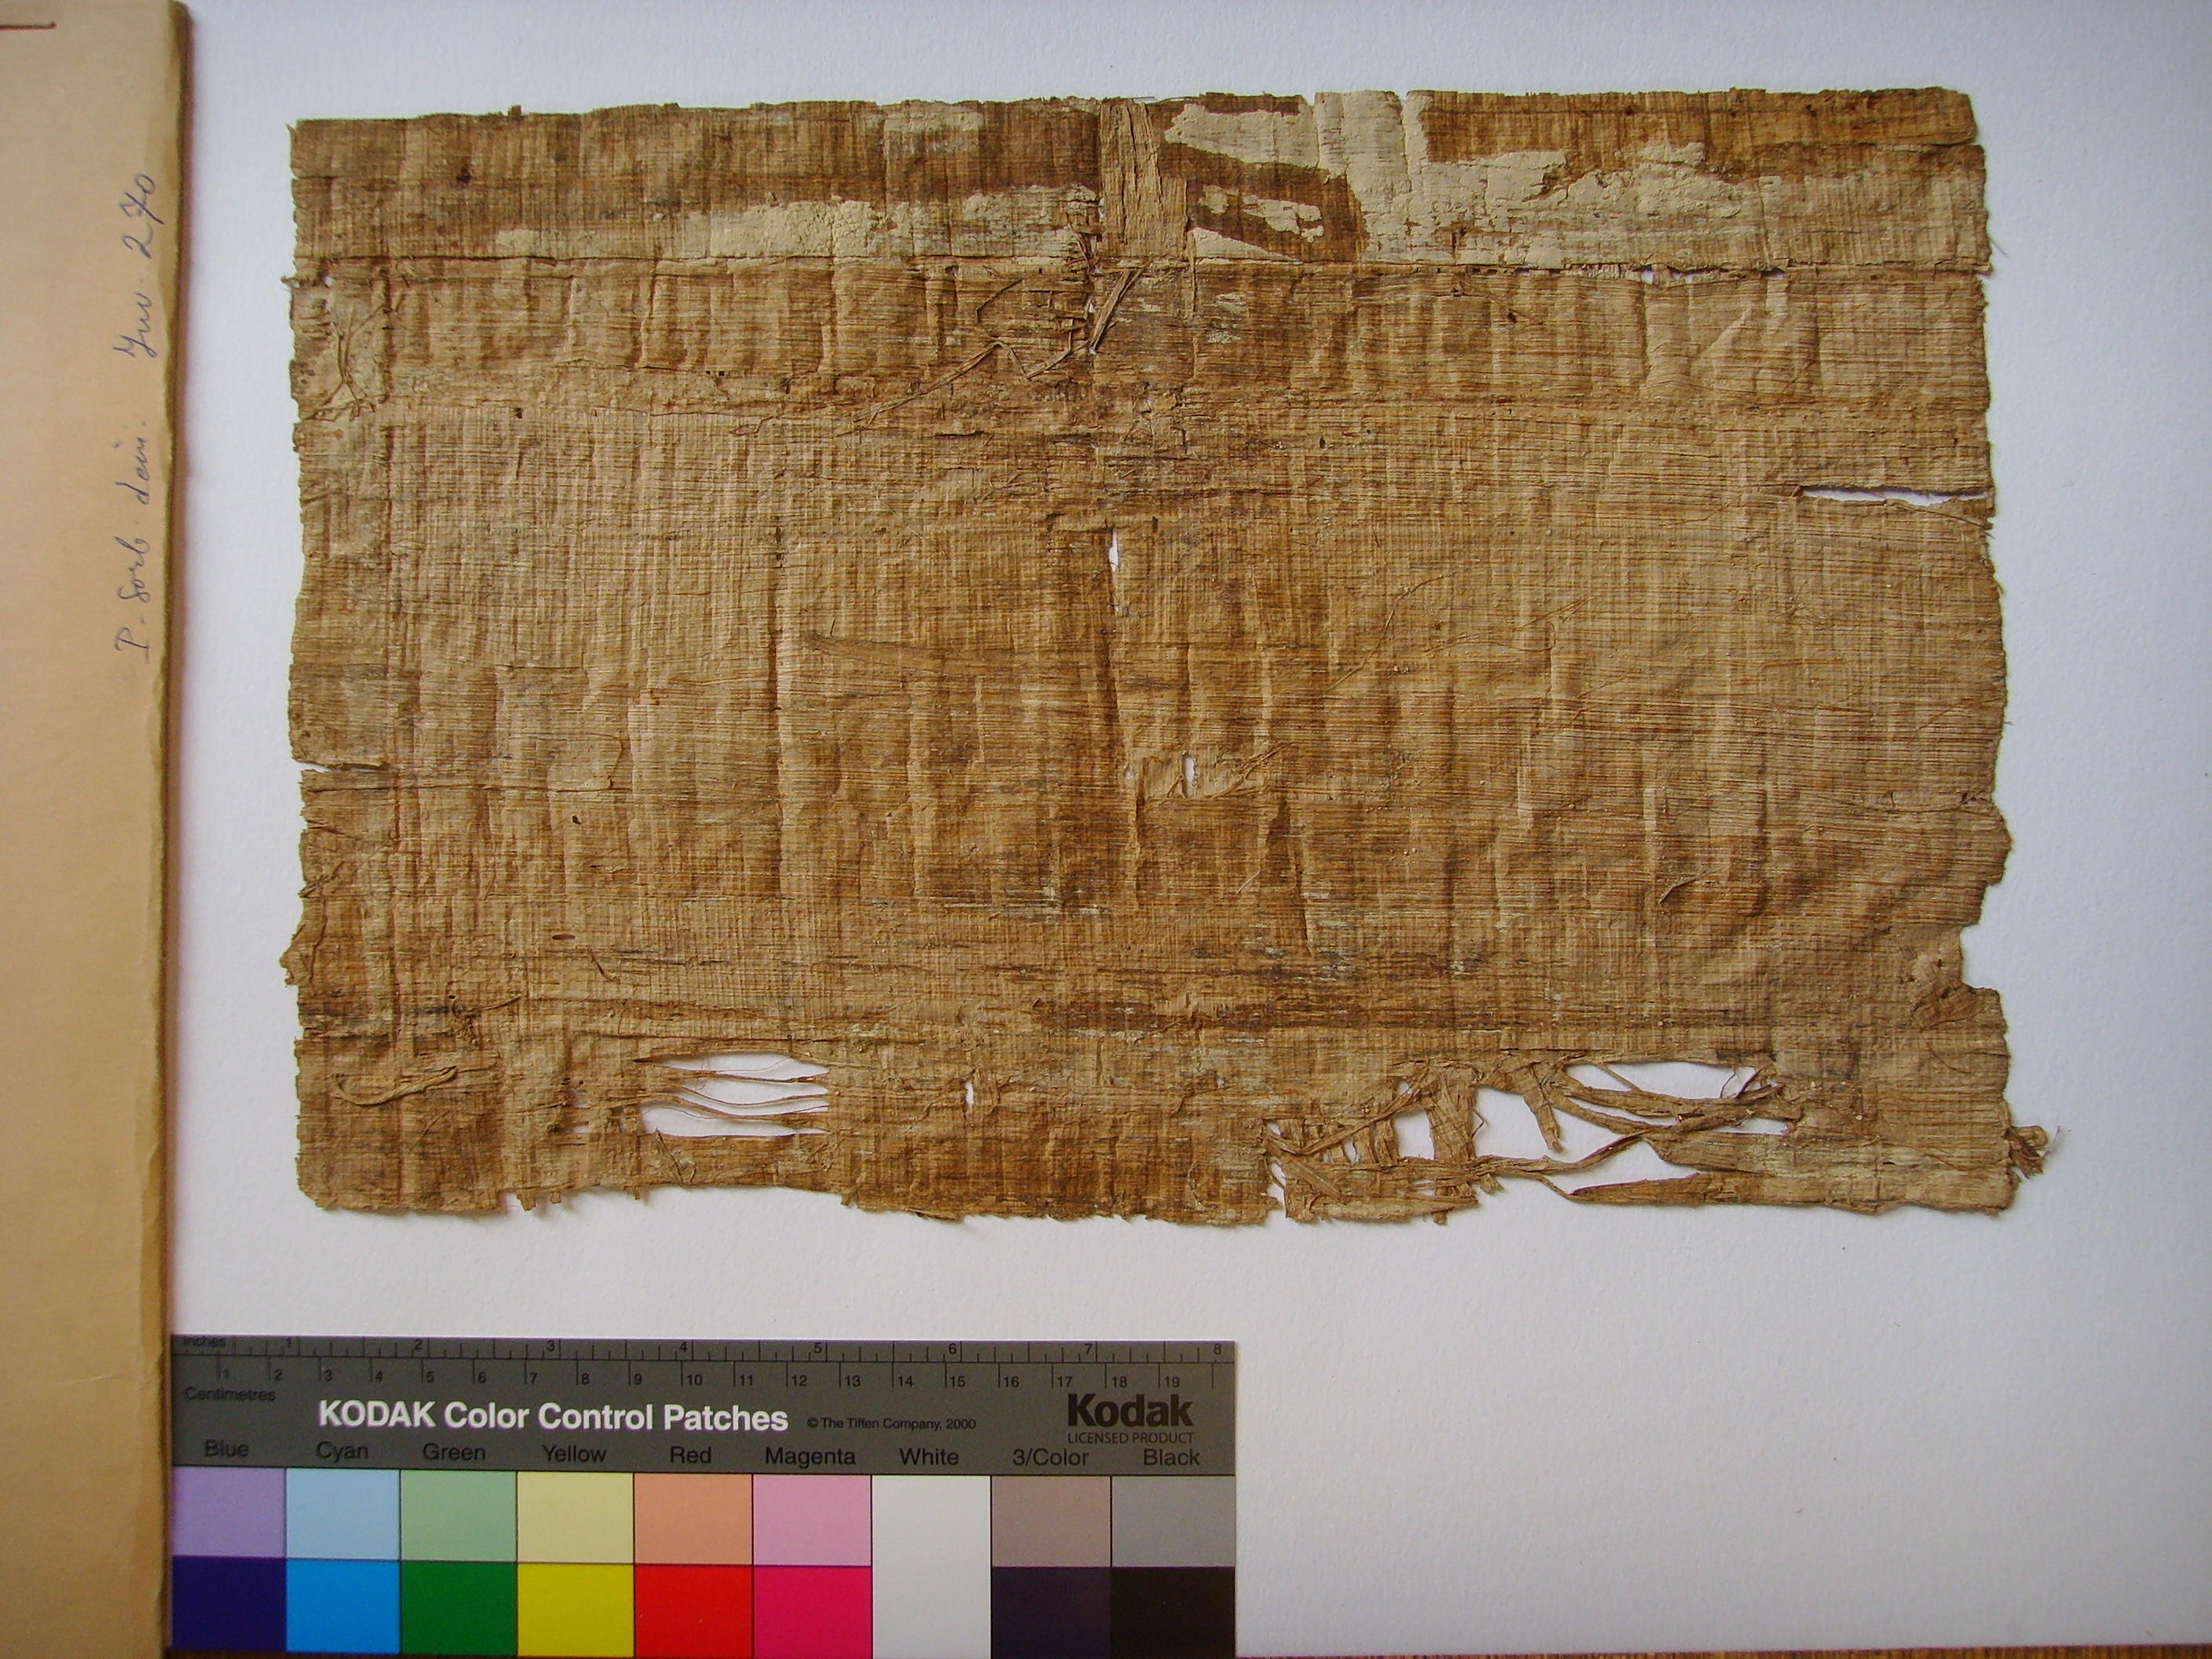 P. Sorb. dém. Inv. 270
Inches 1 2 3 4 5 6 7 8
1 2 3 4 5 6 7 8 9 10 11 12 13 14 15 16 17 18 19
Centimetres
KODAK Color Control Patches © The Tiffen Company, 2000 Kodak
LICENSED PRODUCT
Blue Cyan Green Yellow Red Magenta White 3/Color Black